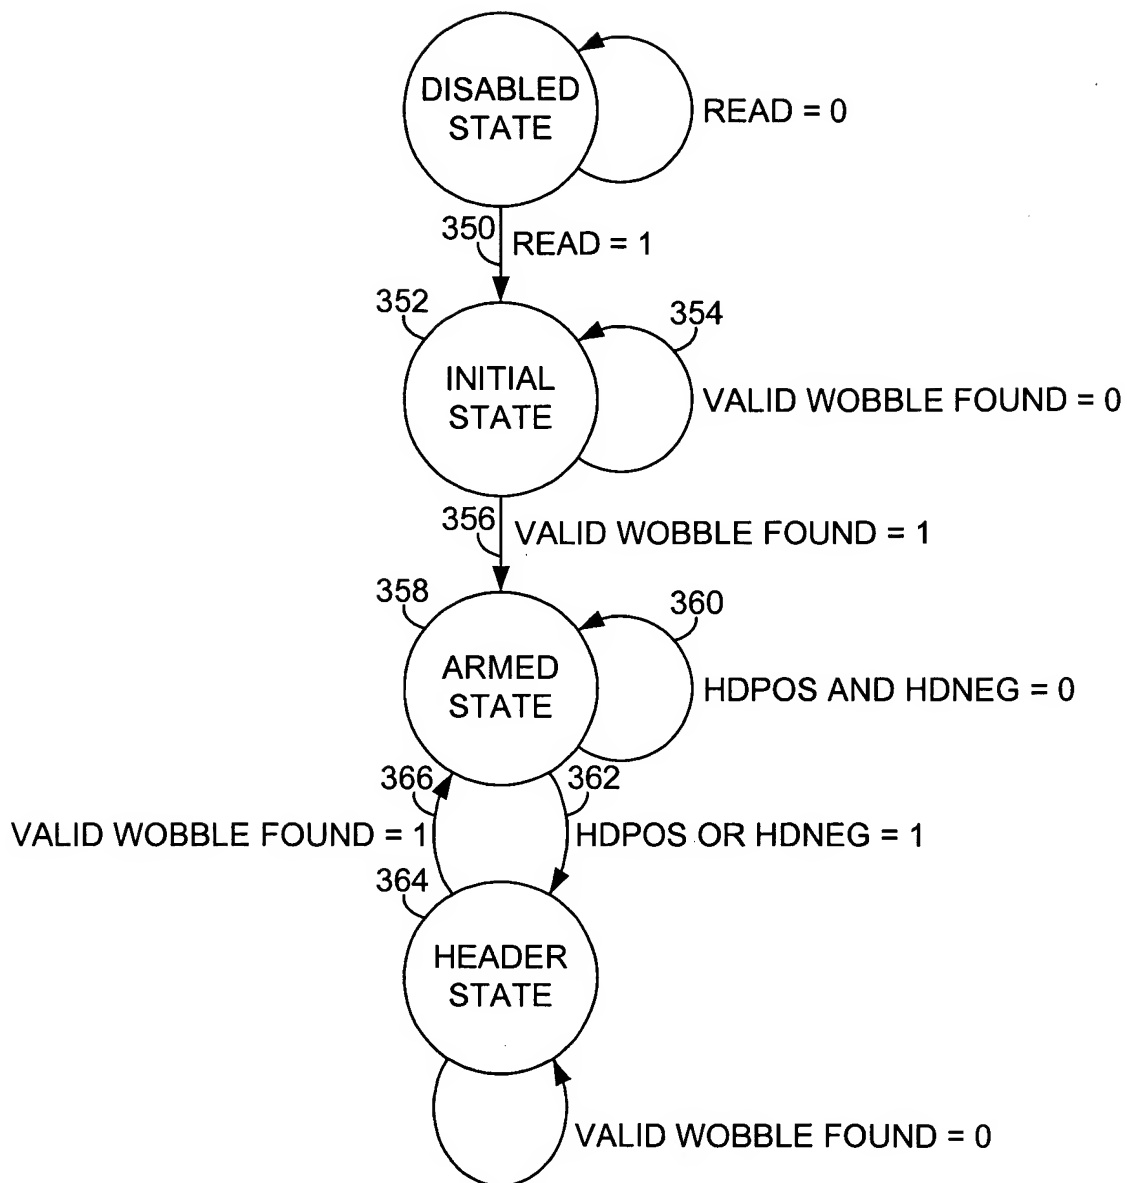 DISABLED
STATE
READ = 0
350
READ = 1
352
354
INITIAL
STATE
VALID WOBBLE FOUND = 0
356
VALID WOBBLE FOUND = 1
358
360
ARMED
STATE
HDPOS AND HDNEG = 0
366
362
VALID WOBBLE FOUND = 1
HDPOS OR HDNEG = 1
364
HEADER
STATE
VALID WOBBLE FOUND = 0